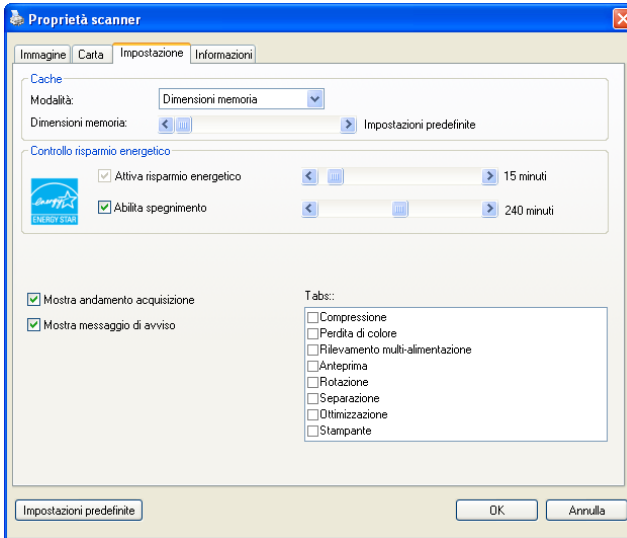 Proprietà scanner
Immagine Carta Impostazione Informazioni
Cache
Modalità: Dimensioni memoria
Dimensioni memoria: Impostazioni predefinite
Controllo risparmio energetico
Attiva risparmio energetico 15 minuti
Abilita spegnimento 240 minuti
energy
ENERGY STAR
Mostra andamento acquisizione
Mostra messaggio di avviso
Tabs::
Compressione
Perdita di colore
Rilevamento multi-alimentazione
Anteprima
Rotazione
Separazione
Ottimizzazione
Stampante
Impostazioni predefinite OK Annulla